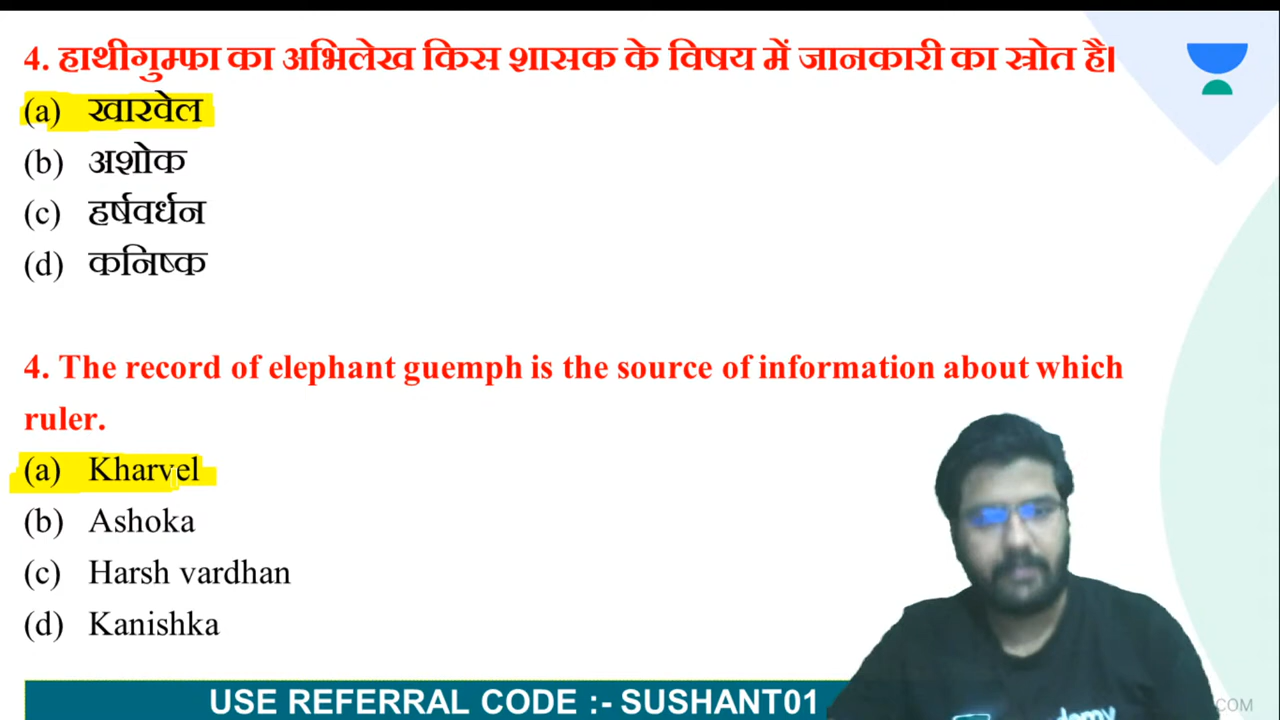 4. हाथीगुम्फा का अभिलेख किस शासक के विषय में जानकारी का स्रोत है।
(a) खारवेल
(b) अशोक
(c) हर्षवर्धन
(d) कनिष्क
4. The record of elephant guemph is the source of information about which
ruler.
(a) Kharvel
(b) Ashoka
(c) Harsh vardhan
(d) Kanishka
USE REFERRAL CODE :- SUSHANT01
.COM